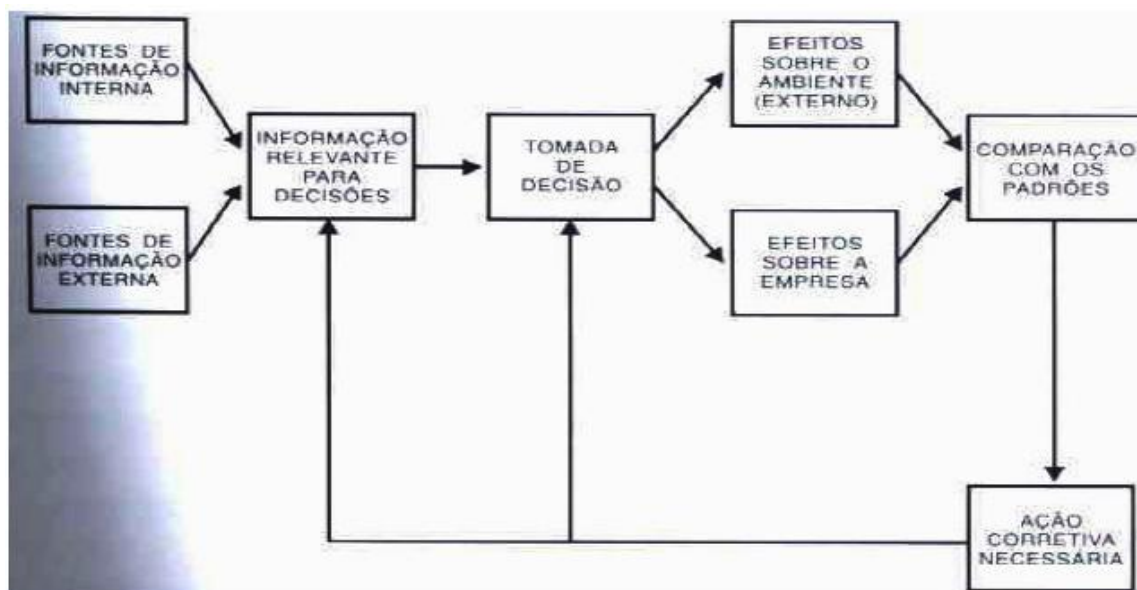 FONTES DE
INFORMAÇÃO
INTERNA
FONTES DE
INFORMAÇÃO
EXTERNA
INFORMAÇÃO
RELEVANTE
PARA
DECISÕES
TOMADA
DE
DECISÃO
EFEITOS
SOBRE O
AMBIENTE
(EXTERNO)
EFEITOS
SOBRE A
EMPRESA
COMPARAÇÃO
COM OS
PADRÕES
AÇÃO
CORRETIVA
NECESSÁRIA